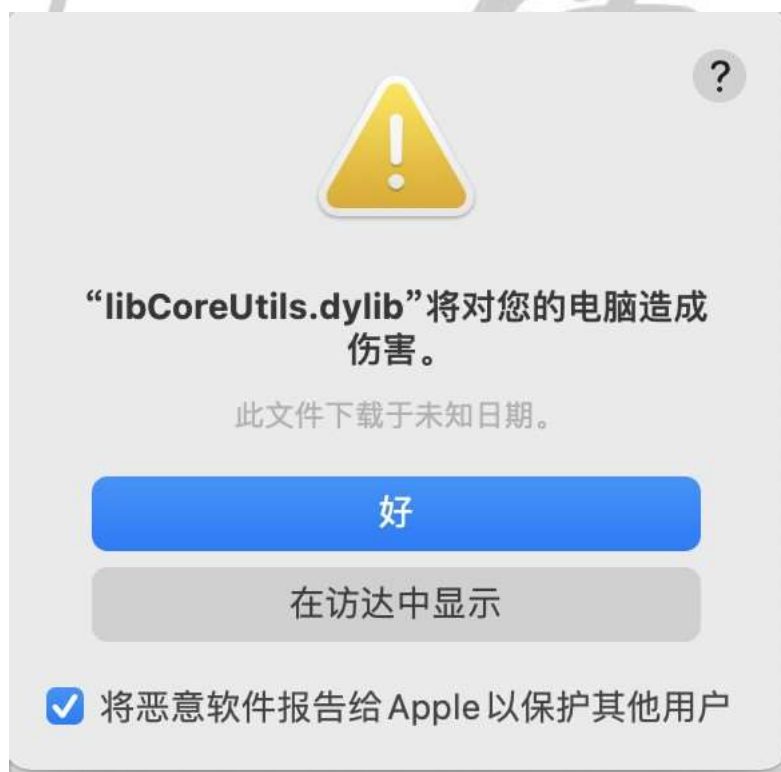 ?
“libCoreUtils.dylib”将对您的电脑造成
伤害。
此文件下载于未知日期。
好
在访达中显示
将恶意软件报告给 Apple 以保护其他用户